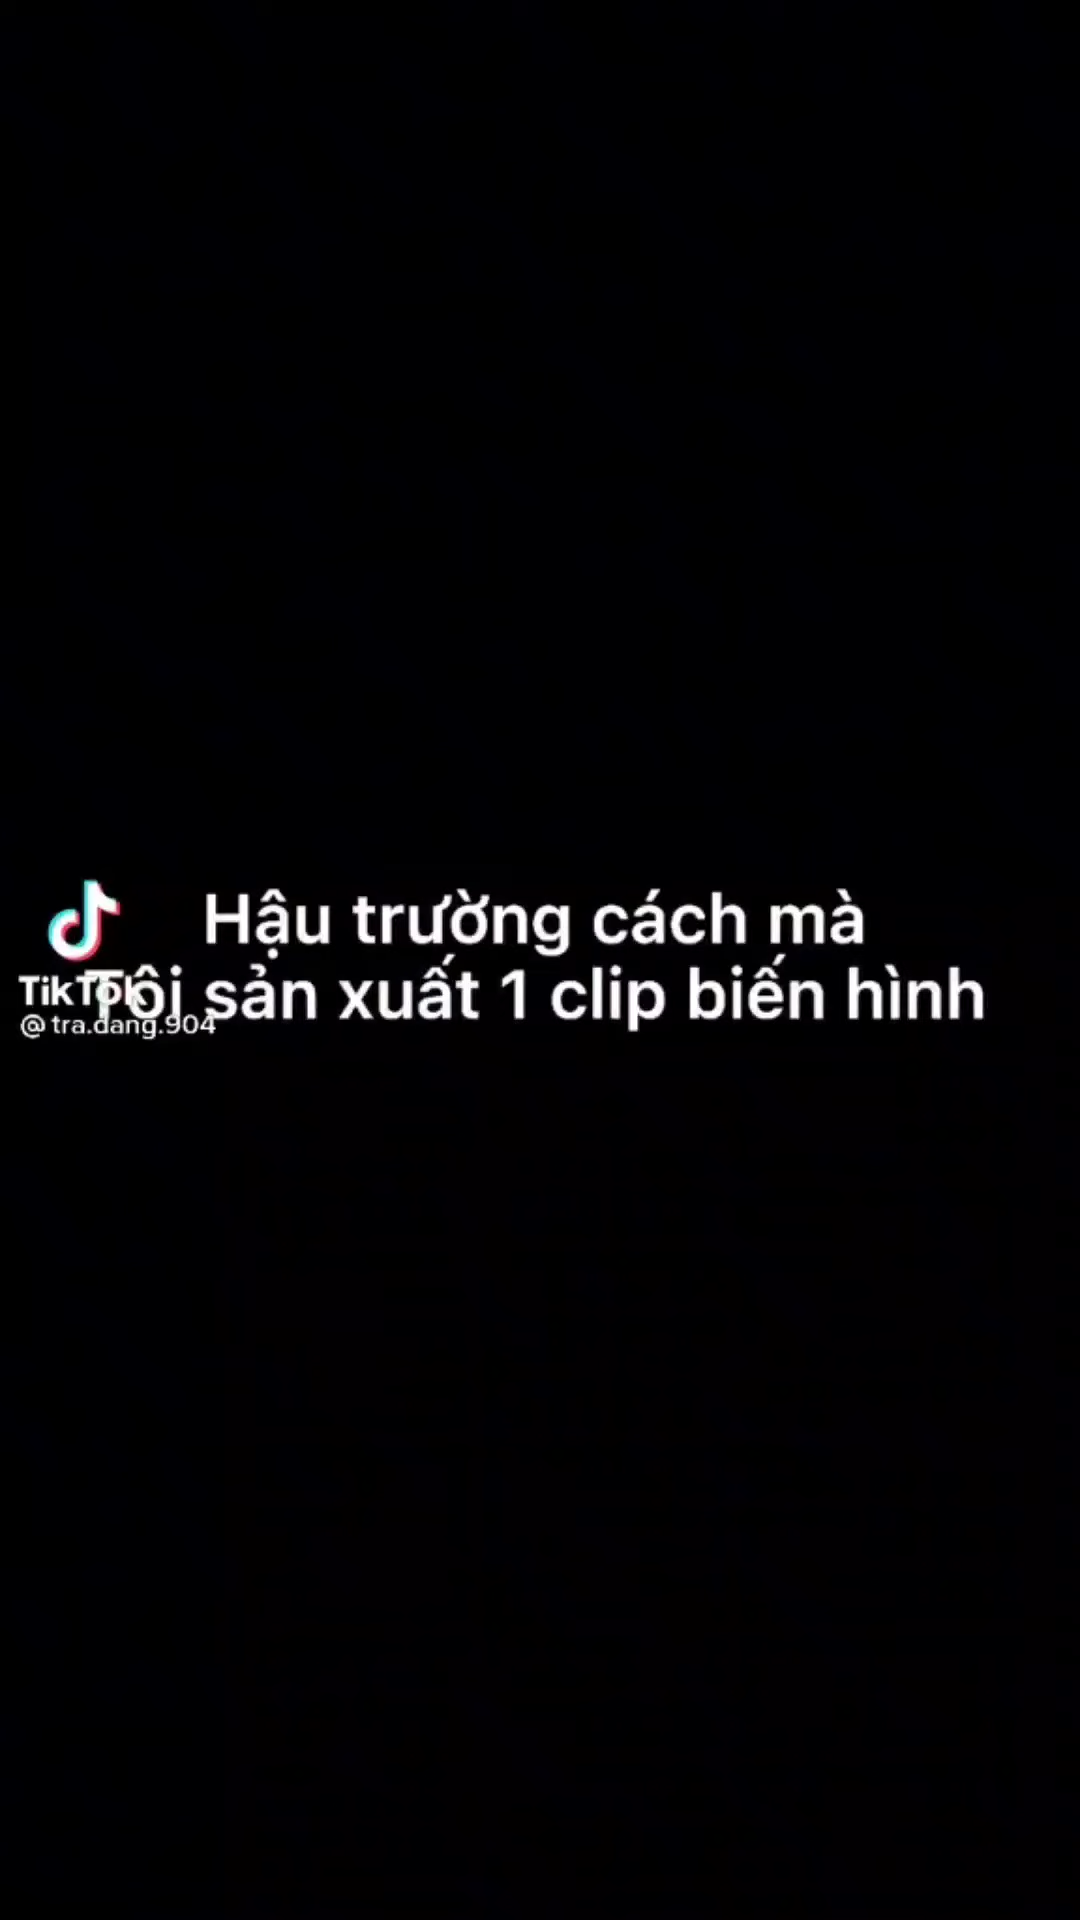 Hậu trường cách mà
Tôi sản xuất 1 clip biến hình
TikTok
@tra.dang.904